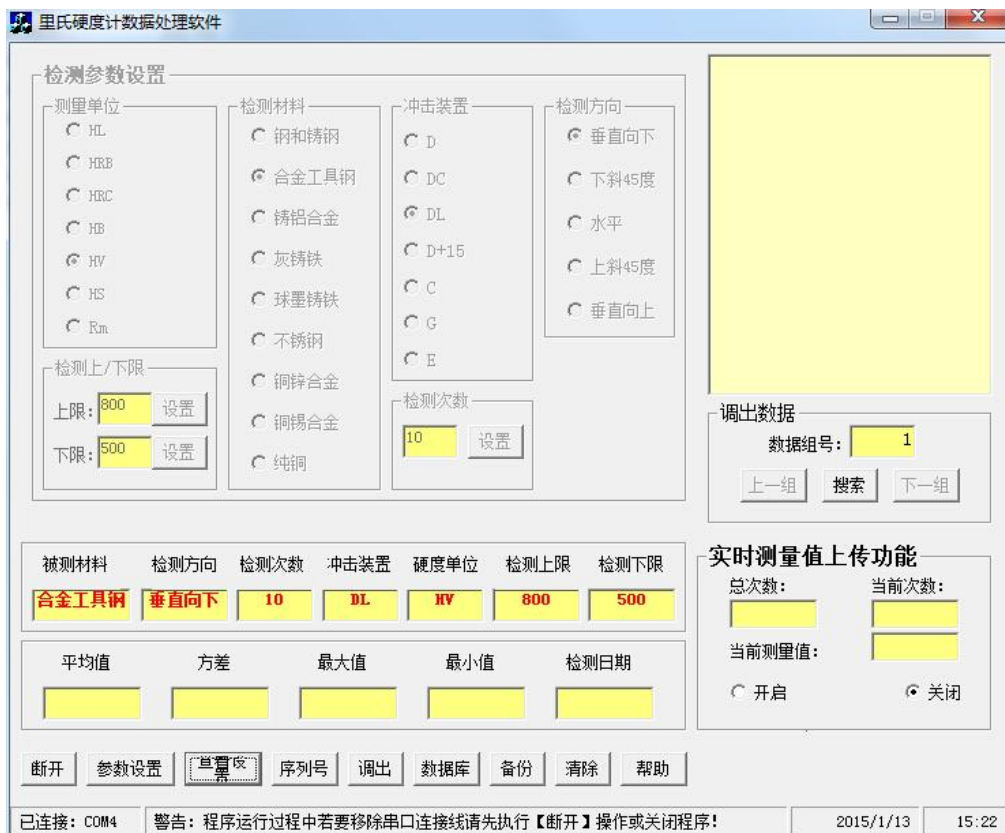 里氏硬度计数据处理软件
检测参数设置
测量单位
HL
HRB
HRC
HB
HV
HS
Rm
检测上/下限
上限: 800 设置
下限: 500 设置
检测材料
钢和铸钢
合金工具钢
铸铝合金
灰铸铁
球墨铸铁
不锈钢
铜锌合金
铜锡合金
纯铜
冲击装置
D
DC
DL
D+15
C
G
E
检测次数
10 设置
检测方向
垂直向下
下斜45度
水平
上斜45度
垂直向上
调出数据
数据组号: 1
上一组 搜索 下一组
被测材料 检测方向 检测次数 冲击装置 硬度单位 检测上限 检测下限
合金工具钢 垂直向下 10 DL HV 800 500
平均值 方差 最大值 最小值 检测日期
实时测量值上传功能
总次数: 当前次数:
当前测量值:
开启 关闭
断开 参数设置 序列号 调出 数据库 备份 清除 帮助
已连接: COM4 警告: 程序运行过程中若要移除串口连接线请先执行【断开】操作或关闭程序! 2015/1/13 15:22